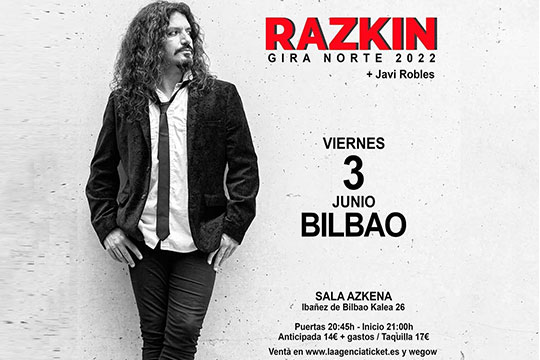 RAZKIN
GIRA NORTE 2022
+ Javi Robles
VIERNES
3
JUNIO
BILBAO
SALA AZKENA
Ibañez de Bilbao Kalea 26
Puertas 20:45h - Inicio 21:00h
Anticipada 14€ + gastos / Taquilla 17€
Ventà en www.laagenciaticket.es y wegow